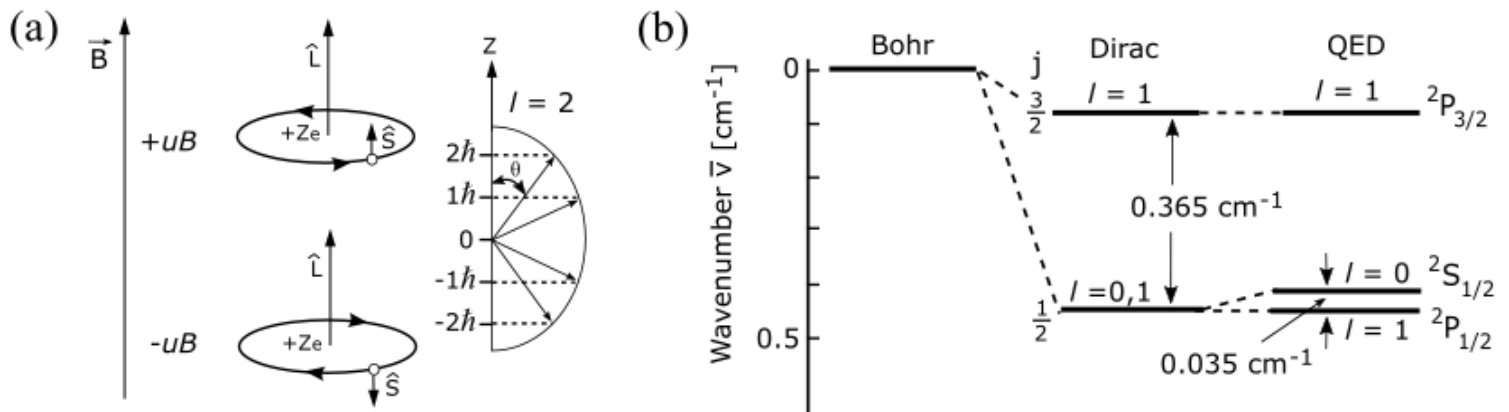 (a)
B⃗
+uB
L̂
+Ze
Ŝ
-uB
L̂
+Ze
Ŝ
Z
l = 2
2ħ
θ
1ħ
0
-1ħ
-2ħ
(b)
Wavenumber ν̅ [cm⁻¹]
0
0.5
Bohr
Dirac
QED
j
3/2
l = 1
l = 1
²P₃/₂
0.365 cm⁻¹
1/2
l =0,1
l = 0
²S₁/₂
l = 1
²P₁/₂
0.035 cm⁻¹